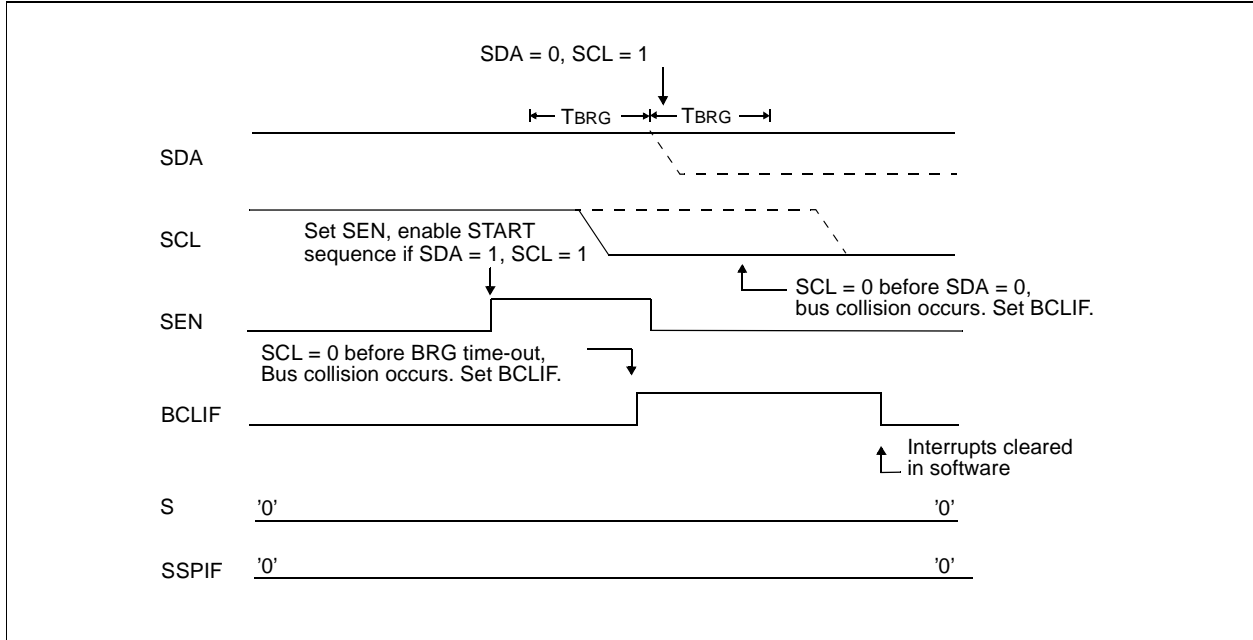 SDA = 0, SCL = 1
TBRG TBRG
SDA
SCL
Set SEN, enable START
sequence if SDA = 1, SCL = 1
SCL = 0 before SDA = 0,
bus collision occurs. Set BCLIF.
SEN
SCL = 0 before BRG time-out,
Bus collision occurs. Set BCLIF.
BCLIF
Interrupts cleared
in software
S
'0' '0'
SSPIF
'0' '0'